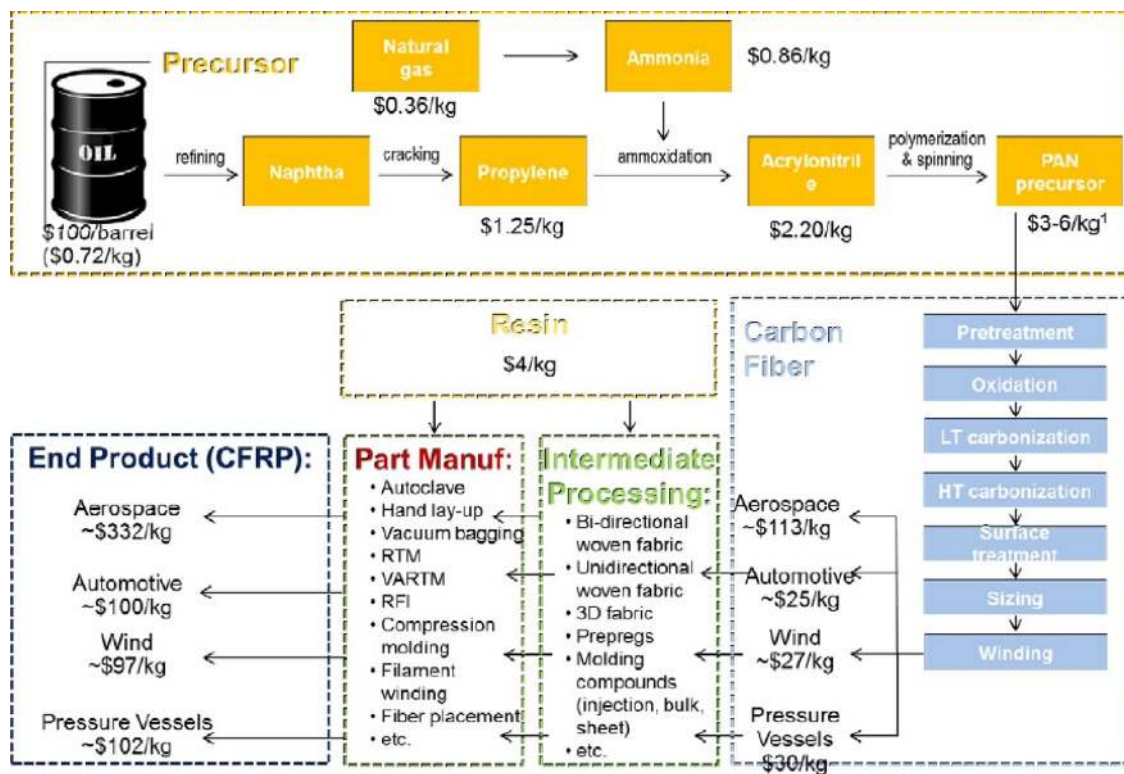 Precursor
Natural
gas
$0.36/kg
Ammonia
$0.86/kg
OIL
$100/barrel
($0.72/kg)
refining
Naphtha
cracking
Propylene
$1.25/kg
ammoxidation
Acrylonitril
e
$2.20/kg
polymerization
& spinning
PAN
precursor
$3-6/kg¹
Resin
$4/kg
Carbon
Fiber
Pretreatment
Oxidation
LT carbonization
HT carbonization
Surface
treatment
Sizing
Winding
Aerospace
~$113/kg
Automotive
~$25/kg
Wind
~$27/kg
Pressure
Vessels
$30/kg
Intermediate
Processing:
• Bi-directional
woven fabric
• Unidirectional
woven fabric
• 3D fabric
• Prepregs
• Molding
compounds
(injection, bulk,
sheet)
• etc.
Part Manuf:
• Autoclave
• Hand lay-up
• Vacuum bagging
• RTM
• VARTM
• RFI
• Compression
molding
• Filament
winding
• Fiber placement
• etc.
End Product (CFRP):
Aerospace
~$332/kg
Automotive
~$100/kg
Wind
~$97/kg
Pressure Vessels
~$102/kg